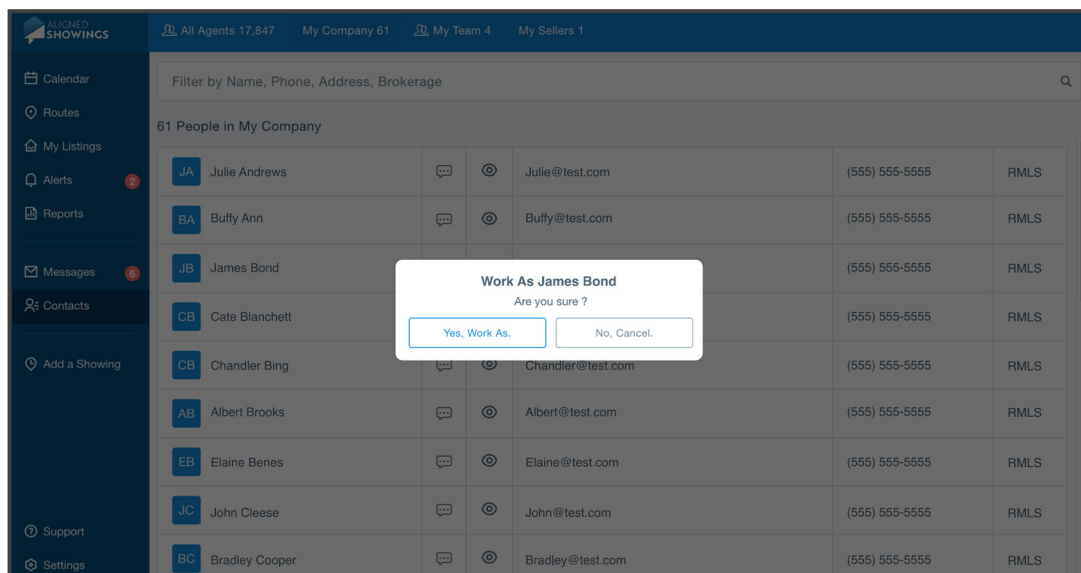 ALIGNED
SHOWINGS
All Agents 17,847
My Company 61
My Team 4
My Sellers 1
Calendar
Routes
My Listings
Alerts 2
Reports
Messages 6
Contacts
Add a Showing
Support
Settings
Filter by Name, Phone, Address, Brokerage
61 People in My Company
JA Julie Andrews Julie@test.com (555) 555-5555 RMLS
BA Buffy Ann Buffy@test.com (555) 555-5555 RMLS
JB James Bond (555) 555-5555 RMLS
CB Cate Blanchett (555) 555-5555 RMLS
CB Chandler Bing Chandler@test.com (555) 555-5555 RMLS
AB Albert Brooks Albert@test.com (555) 555-5555 RMLS
EB Elaine Benes Elaine@test.com (555) 555-5555 RMLS
JC John Cleese John@test.com (555) 555-5555 RMLS
BC Bradley Cooper Bradley@test.com (555) 555-5555 RMLS
Work As James Bond
Are you sure ?
Yes, Work As.
No, Cancel.